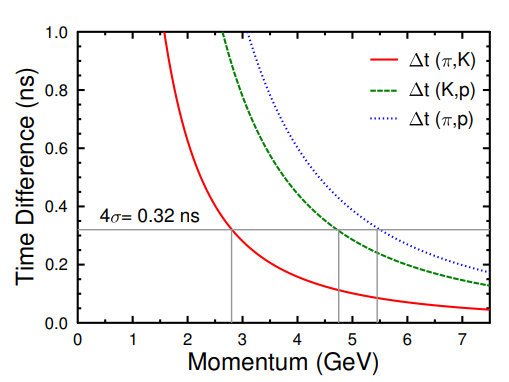 Time Difference (ns)
1.0
0.8
0.6
0.4
0.2
0.0
Δt (π,K)
Δt (K,p)
Δt (π,p)
4σ= 0.32 ns
0 1 2 3 4 5 6 7
Momentum (GeV)